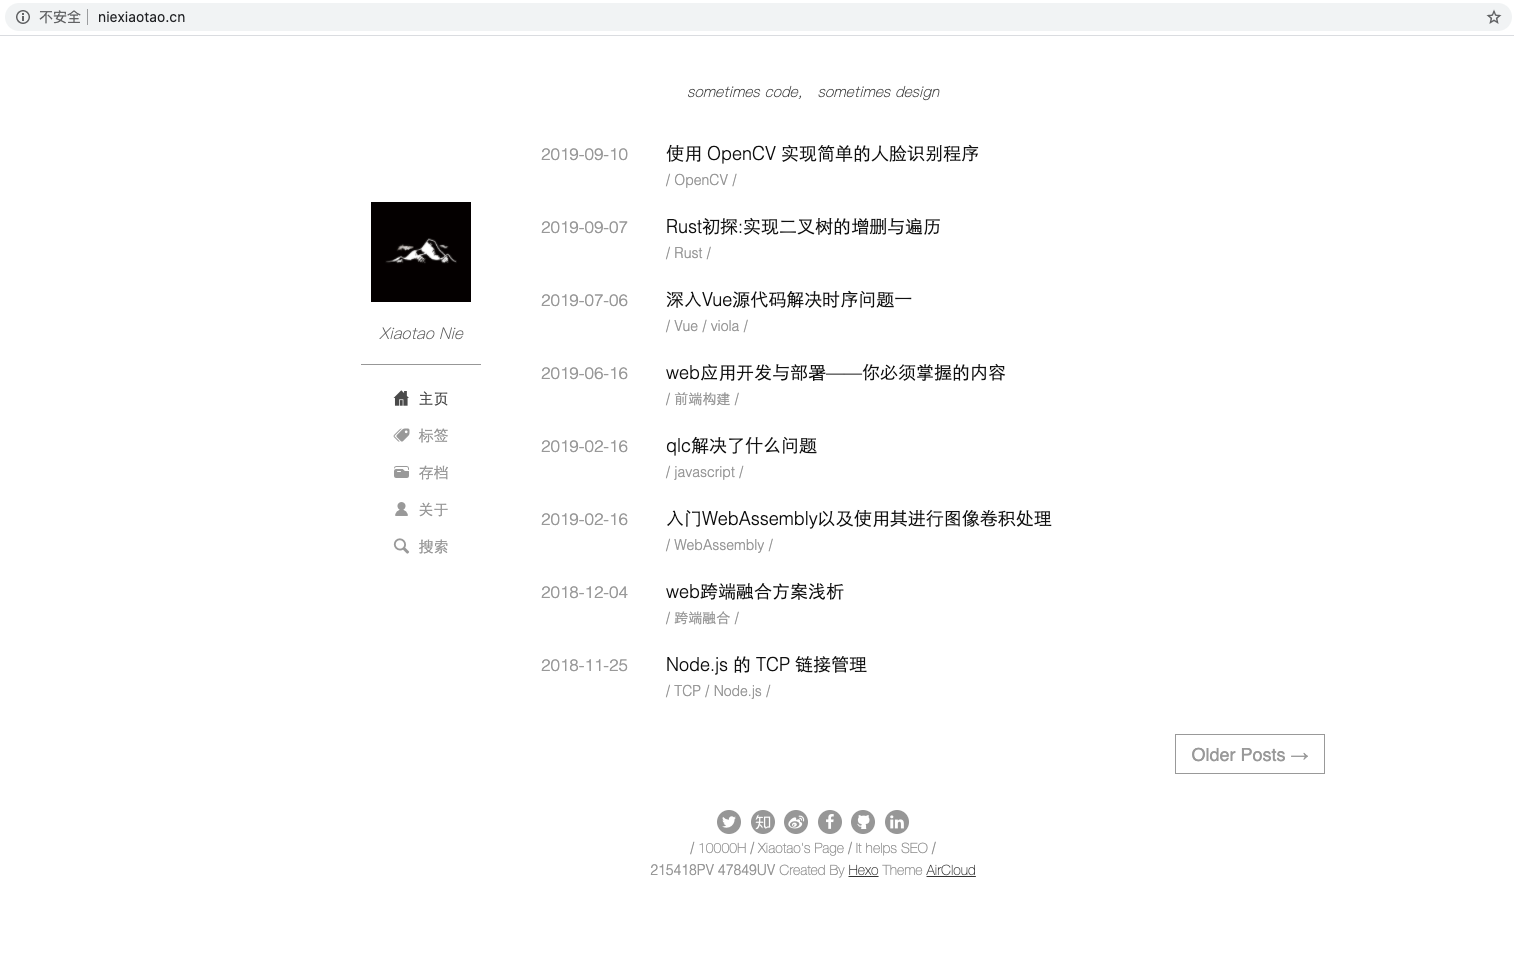 不安全 niexiaotao.cn
sometimes code, sometimes design
Xiaotao Nie
主页
标签
存档
关于
搜索
2019-09-10 使用 OpenCV 实现简单的人脸识别程序
/ OpenCV /
2019-09-07 Rust初探:实现二叉树的增删与遍历
/ Rust /
2019-07-06 深入Vue源代码解决时序问题一
/ Vue / viola /
2019-06-16 web应用开发与部署——你必须掌握的内容
/ 前端构建 /
2019-02-16 qlc解决了什么问题
/ javascript /
2019-02-16 入门WebAssembly以及使用其进行图像卷积处理
/ WebAssembly /
2018-12-04 web跨端融合方案浅析
/ 跨端融合 /
2018-11-25 Node.js 的 TCP 链接管理
/ TCP / Node.js /
Older Posts →
知
/ 10000H / Xiaotao's Page / It helps SEO /
215418PV 47849UV Created By Hexo Theme AirCloud